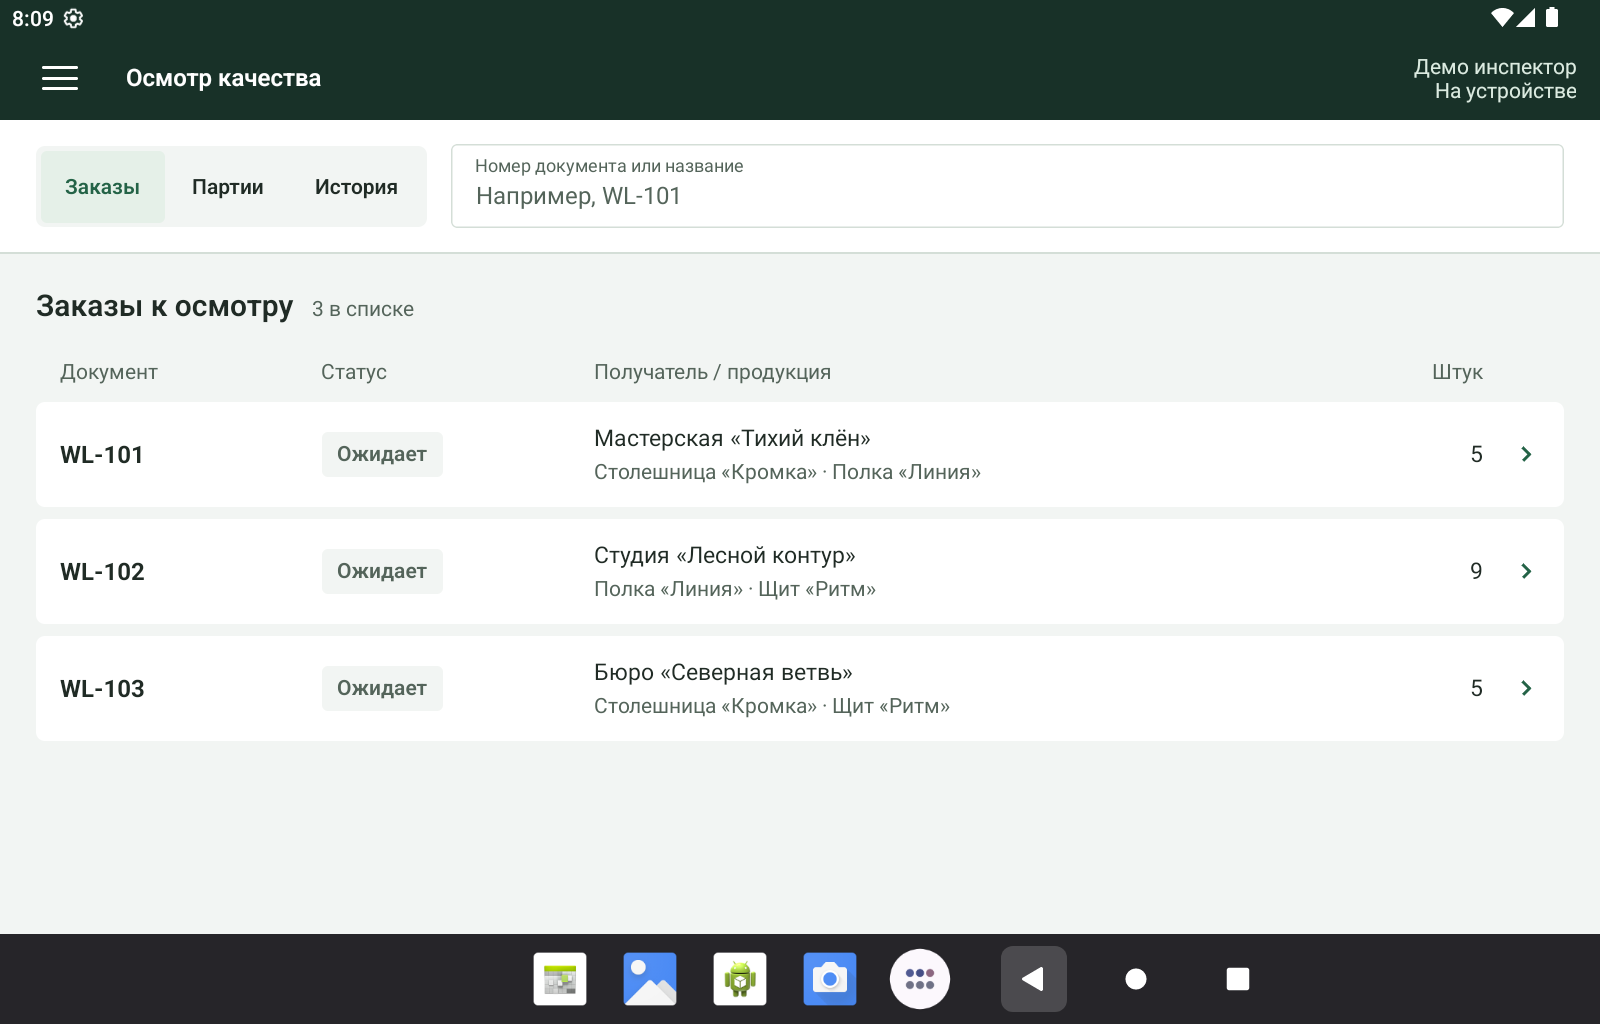 8:09
Осмотр качества
Демо инспектор
На устройстве
Заказы
Партии
История
Номер документа или название
Например, WL-101
Заказы к осмотру
3 в списке
Документ
Статус
Получатель / продукция
Штук
WL-101
Ожидает
Мастерская «Тихий клён»
Столешница «Кромка» · Полка «Линия»
5
WL-102
Ожидает
Студия «Лесной контур»
Полка «Линия» · Щит «Ритм»
9
WL-103
Ожидает
Бюро «Северная ветвь»
Столешница «Кромка» · Щит «Ритм»
5